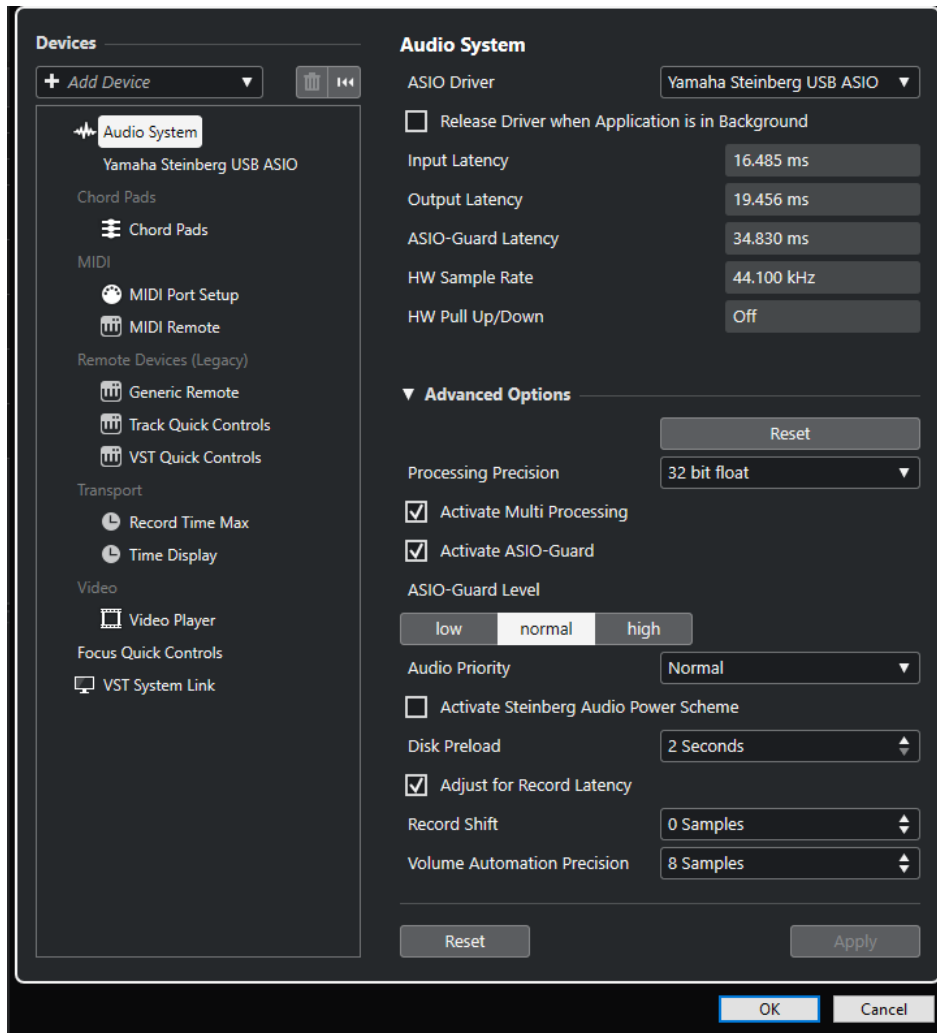 Devices
Add Device
Audio System
Yamaha Steinberg USB ASIO
Chord Pads
Chord Pads
MIDI
MIDI Port Setup
MIDI Remote
Remote Devices (Legacy)
Generic Remote
Track Quick Controls
VST Quick Controls
Transport
Record Time Max
Time Display
Video
Video Player
Focus Quick Controls
VST System Link
Audio System
ASIO Driver Yamaha Steinberg USB ASIO
Release Driver when Application is in Background
Input Latency 16.485 ms
Output Latency 19.456 ms
ASIO-Guard Latency 34.830 ms
HW Sample Rate 44.100 kHz
HW Pull Up/Down Off
Advanced Options
Reset
Processing Precision 32 bit float
Activate Multi Processing
Activate ASIO-Guard
ASIO-Guard Level
low normal high
Audio Priority Normal
Activate Steinberg Audio Power Scheme
Disk Preload 2 Seconds
Adjust for Record Latency
Record Shift 0 Samples
Volume Automation Precision 8 Samples
Reset Apply
OK Cancel